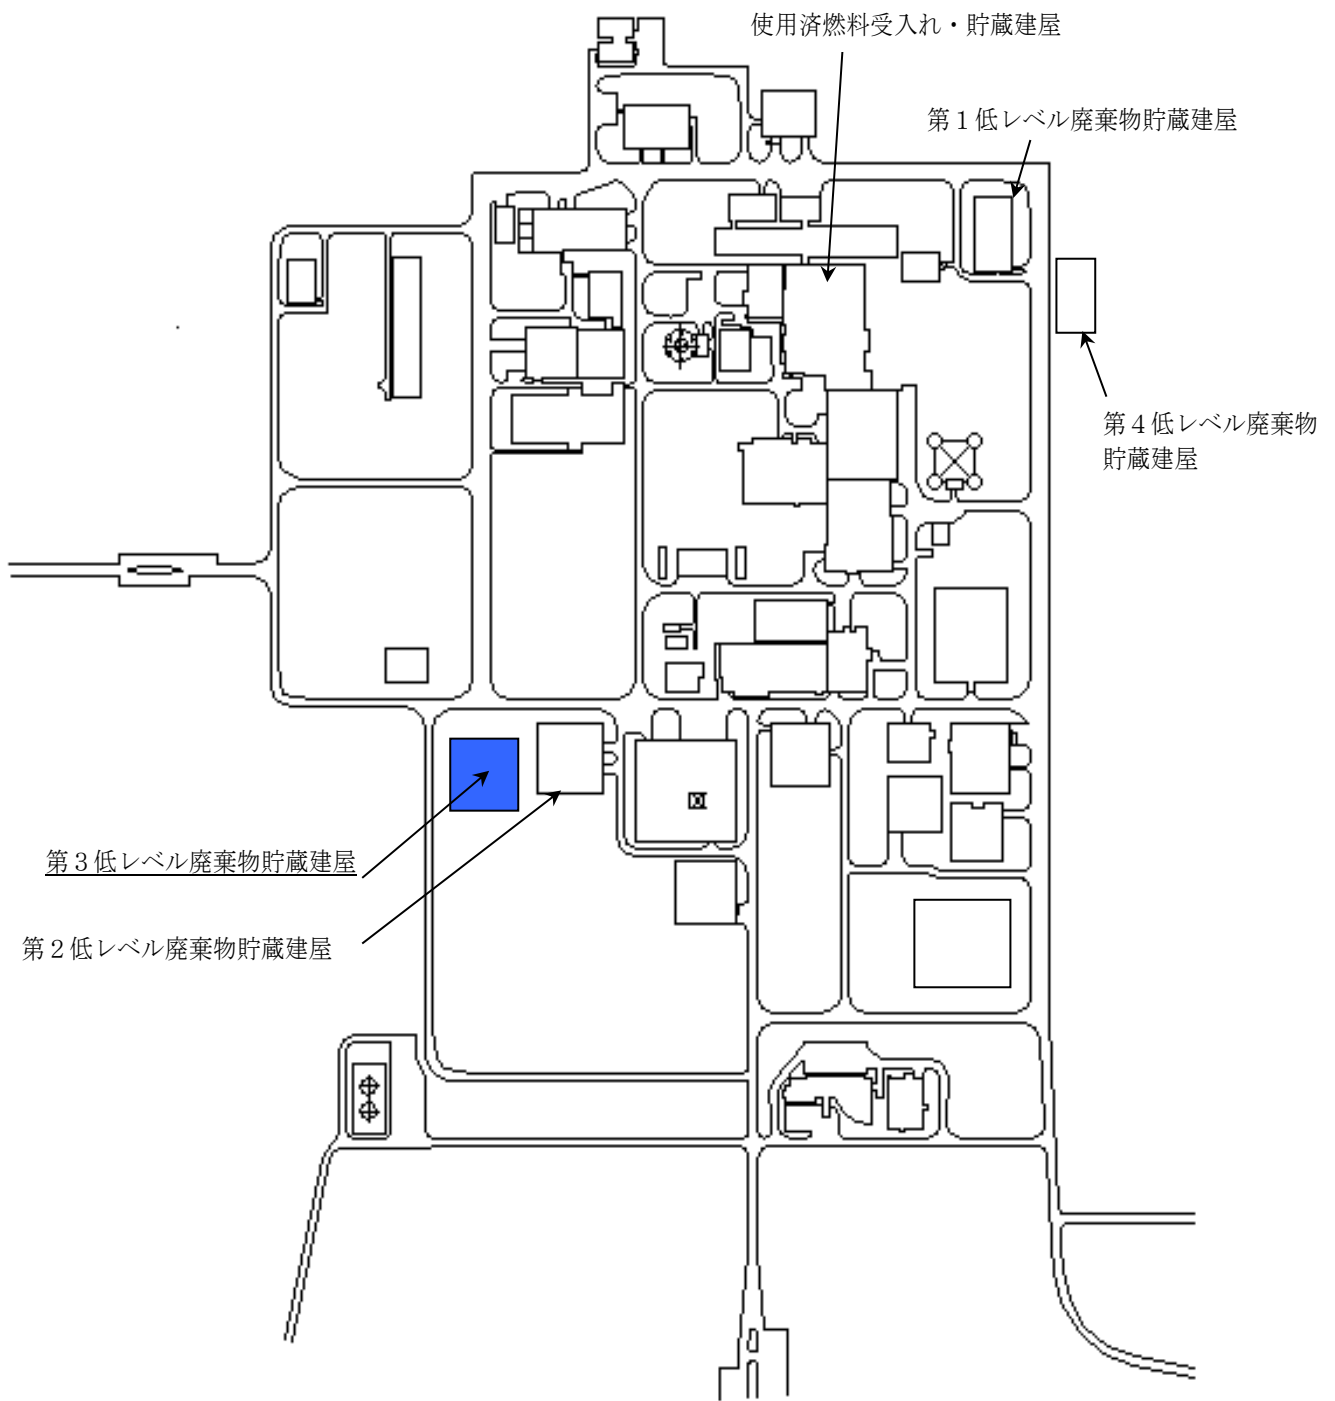 使用済燃料受入れ・貯蔵建屋
第１低レベル廃棄物貯蔵建屋
第４低レベル廃棄物
貯蔵建屋
第３低レベル廃棄物貯蔵建屋
第２低レベル廃棄物貯蔵建屋